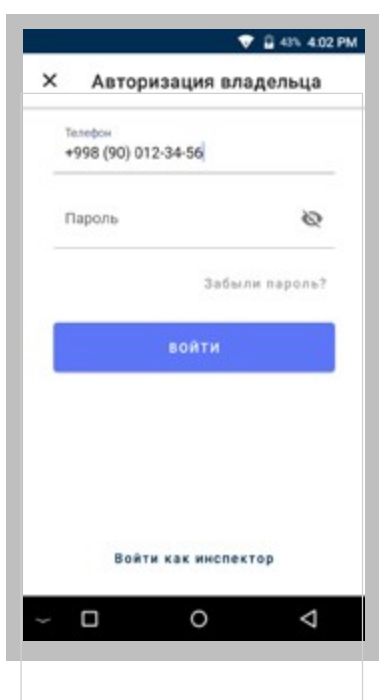 43% 4:02 PM
Авторизация владельца
Телефон
+998 (90) 012-34-56
Пароль
Забыли пароль?
ВОЙТИ
Войти как инспектор